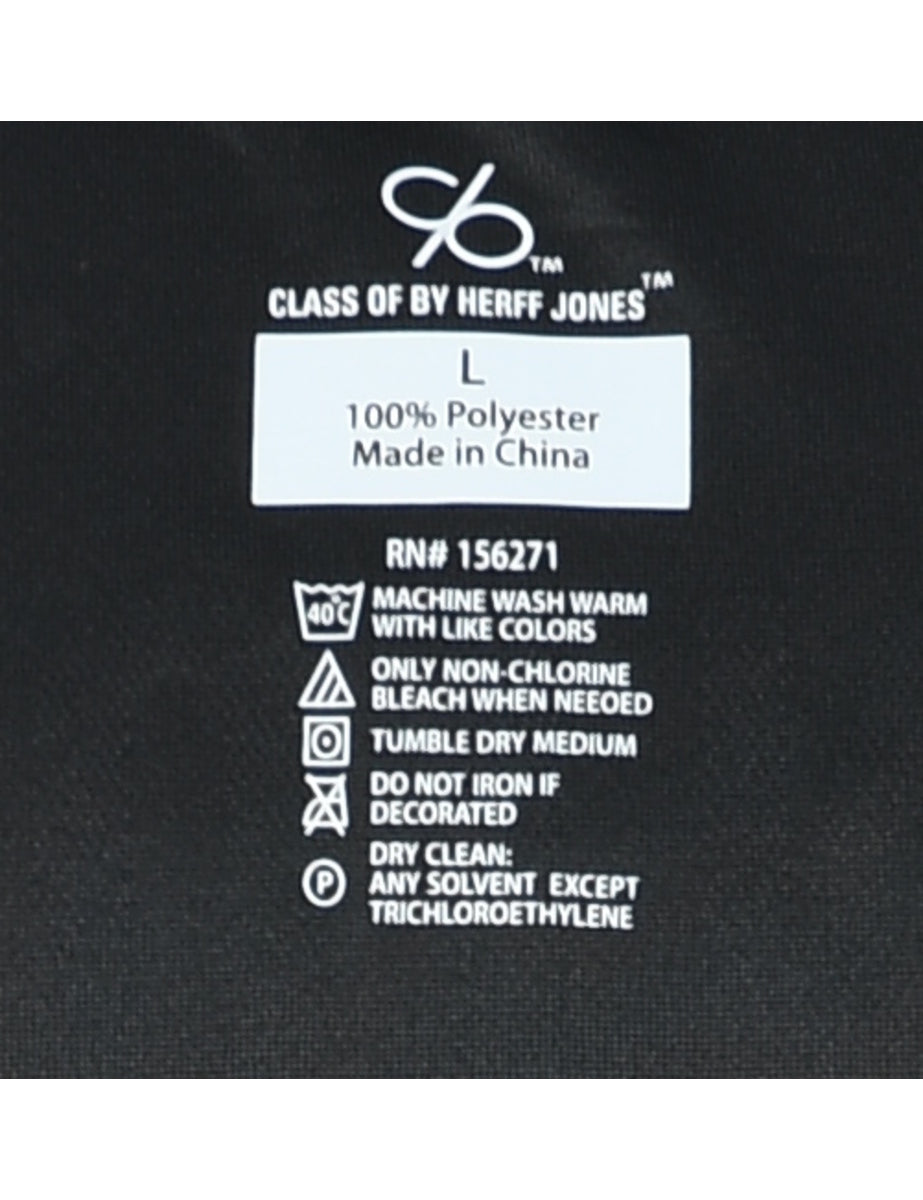 TM
CLASS OF BY HERFF JONES™
L
100% Polyester
Made in China
RN# 156271
40°C MACHINE WASH WARM
WITH LIKE COLORS
ONLY NON-CHLORINE
BLEACH WHEN NEEOED
TUMBLE DRY MEDIUM
DO NOT IRON IF
DECORATED
DRY CLEAN:
P ANY SOLVENT EXCEPT
TRICHLOROETHYLENE